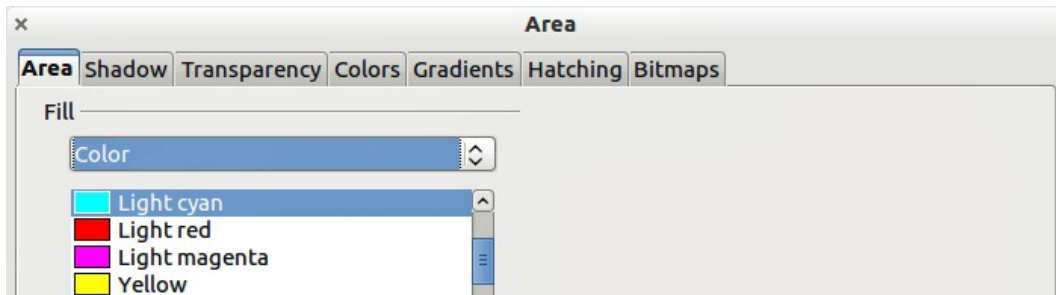 Area
Area Shadow Transparency Colors Gradients Hatching Bitmaps
Fill
Color
Light cyan
Light red
Light magenta
Yellow